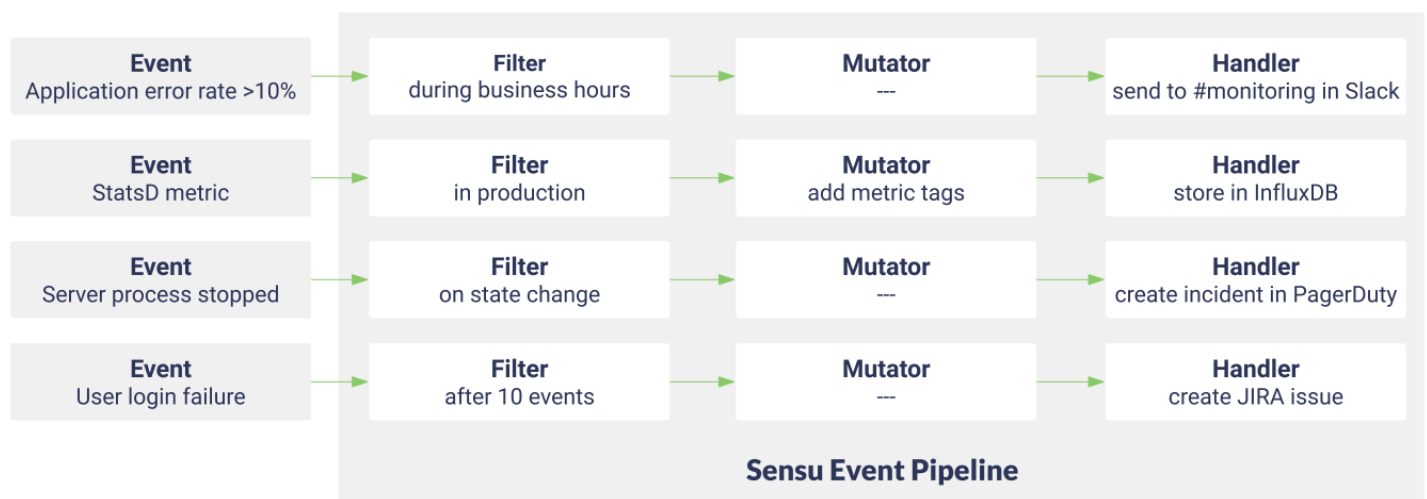 Event
Application error rate >10%
Filter
during business hours
Mutator
---
Handler
send to #monitoring in Slack
Event
StatsD metric
Filter
in production
Mutator
add metric tags
Handler
store in InfluxDB
Event
Server process stopped
Filter
on state change
Mutator
---
Handler
create incident in PagerDuty
Event
User login failure
Filter
after 10 events
Mutator
---
Handler
create JIRA issue
Sensu Event Pipeline